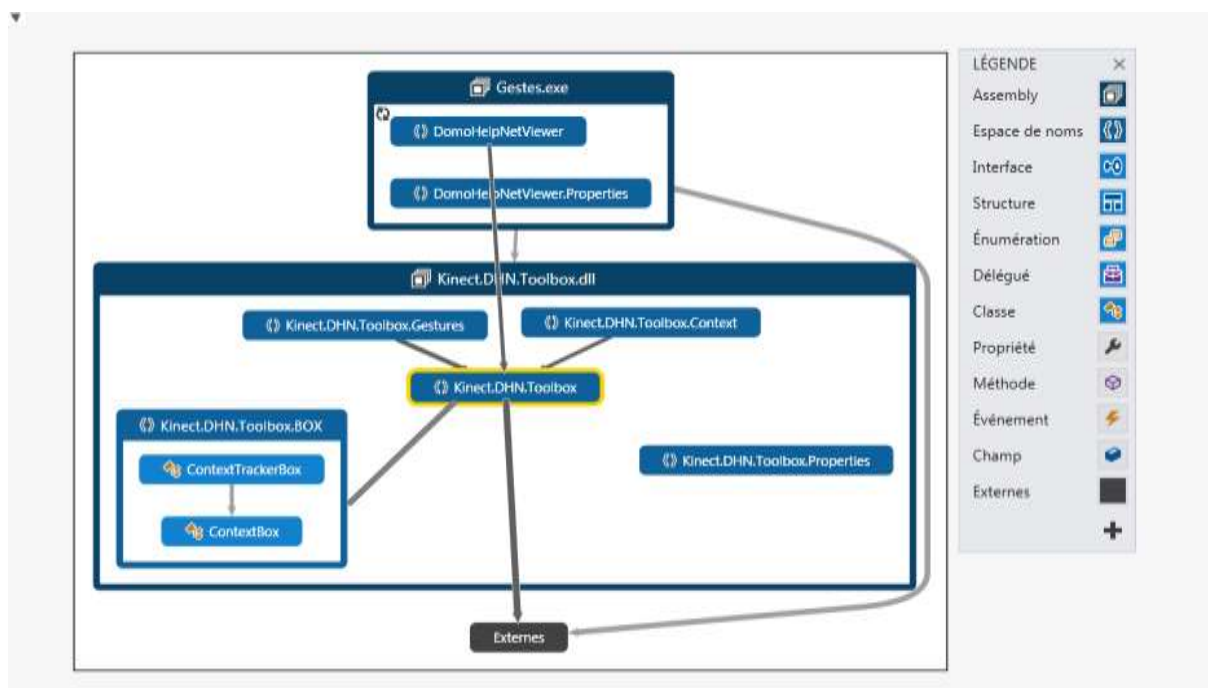 Gestes.exe
DomoHelpNetViewer
DomoHelpNetViewer.Properties
Kinect.DHN.Toolbox.dll
Kinect.DHN.Toolbox.Gestures
Kinect.DHN.Toolbox.Context
Kinect.DHN.Toolbox
Kinect.DHN.Toolbox.BOX
ContextTrackerBox
ContextBox
Kinect.DHN.Toolbox.Properties
Externes
LÉGENDE
Assembly
Espace de noms
Interface
Structure
Énumération
Délégué
Classe
Propriété
Méthode
Événement
Champ
Externes